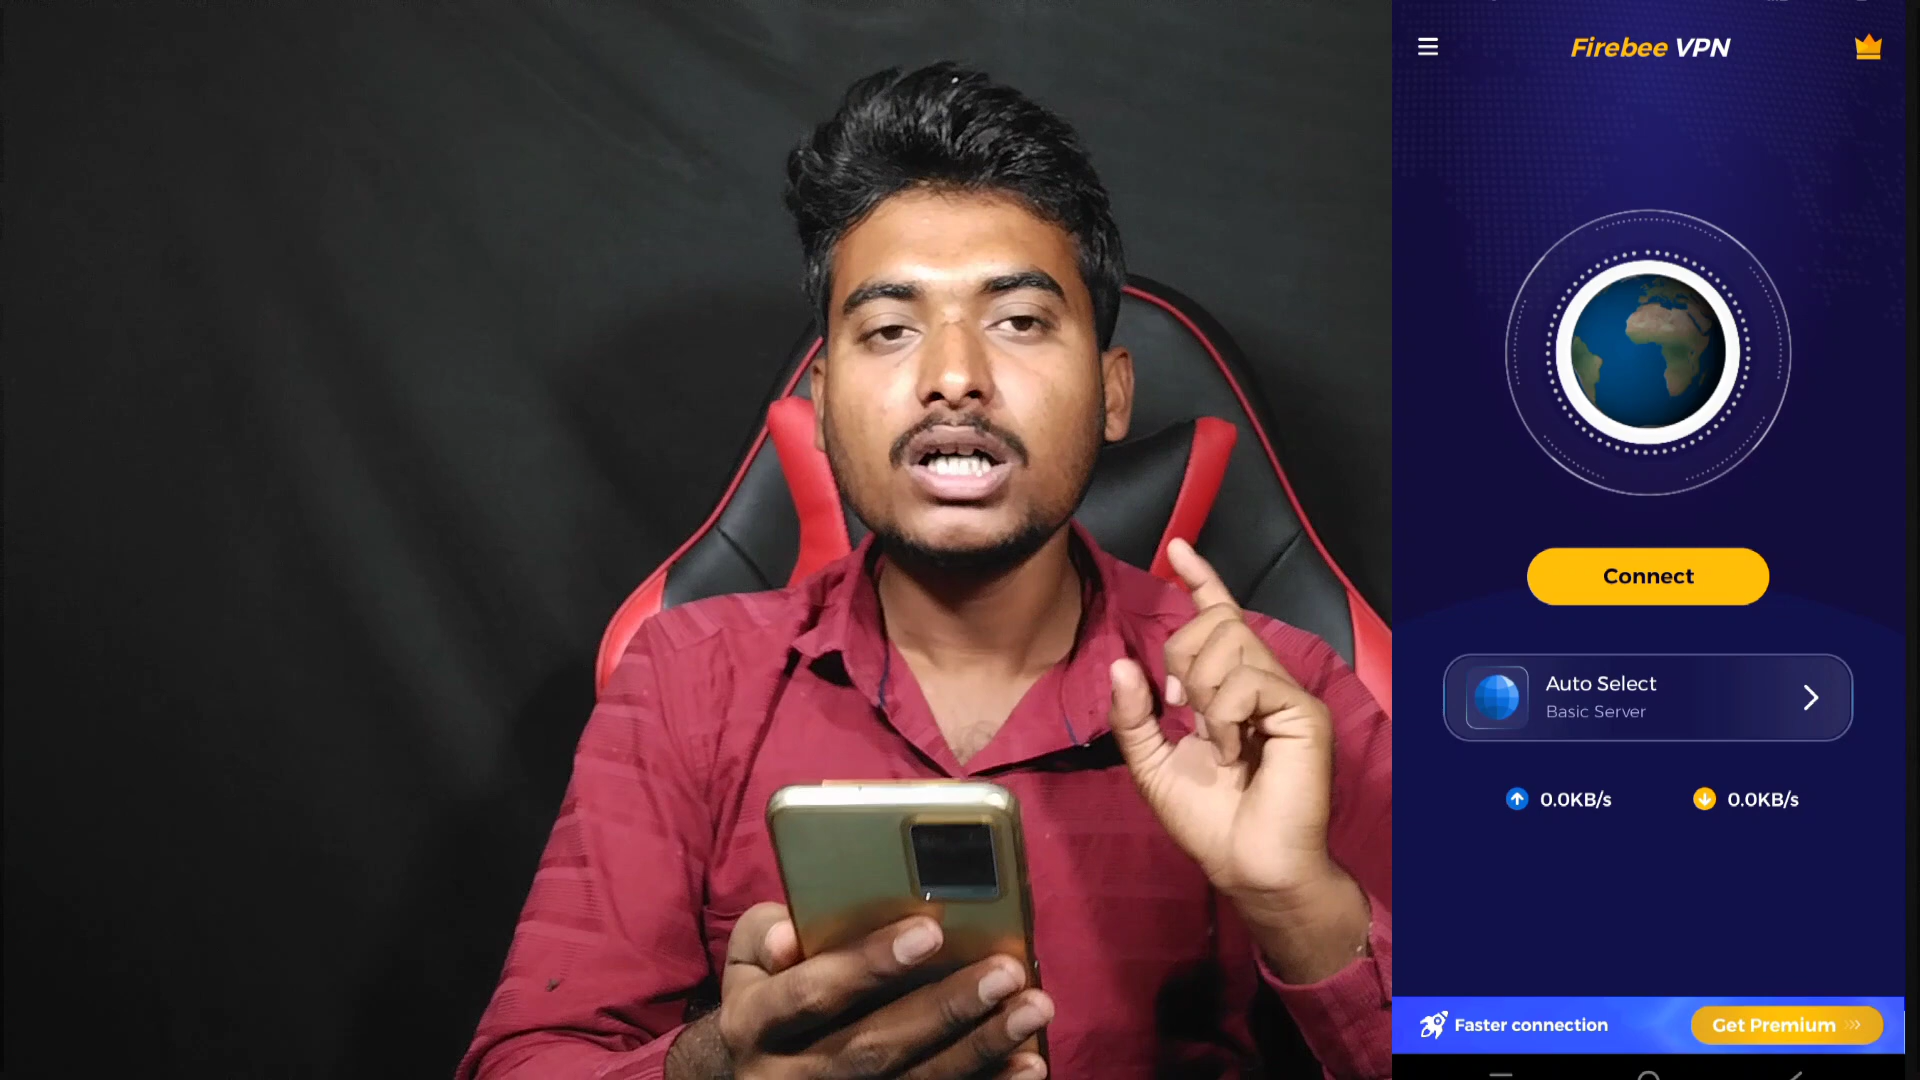 Firebee VPN
Connect
Auto Select
Basic Server
0.0KB/s 0.0KB/s
Faster connection Get Premium